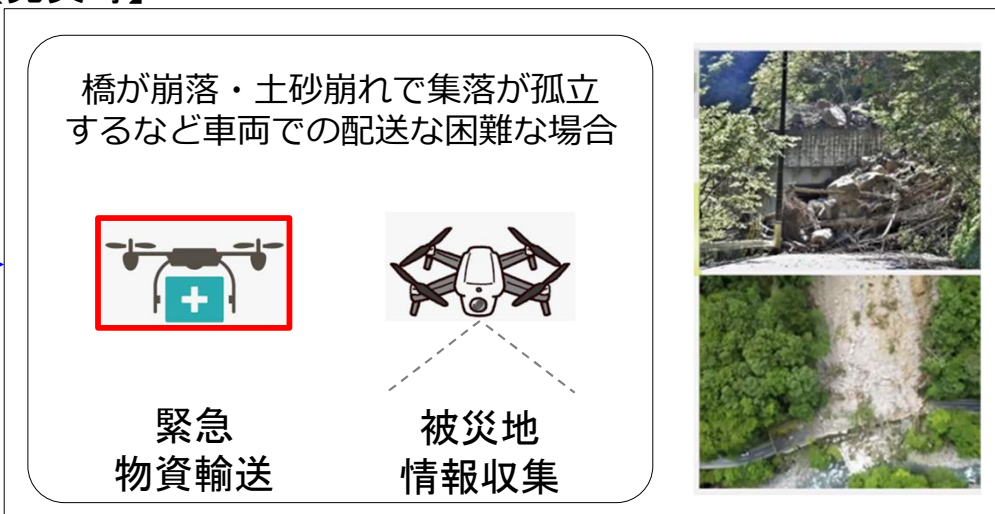 橋が崩落・土砂崩れで集落が孤立
するなど車両での配送な困難な場合
緊急
物資輸送
被災地
情報収集